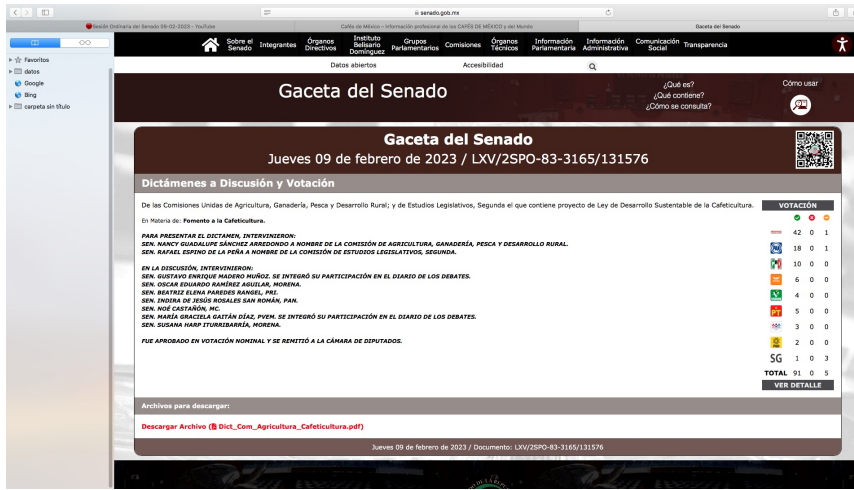 senado.gob.mx
Sesión Ordinaria del Senado 09-02-2023 - YouTube
Cafés de México – Información profesional de los CAFÉS DE MÉXICO y del Mundo
Gaceta del Senado
Favoritos
datos
Google
Bing
carpeta sin título
Sobre el Senado
Integrantes
Órganos Directivos
Instituto Belisario Domínguez
Grupos Parlamentarios
Comisiones
Órganos Técnicos
Información Parlamentaria
Información Administrativa
Comunicación Social
Transparencia
Datos abiertos
Accesibilidad
Gaceta del Senado
¿Qué es?
¿Qué contiene?
¿Cómo se consulta?
Cómo usar
Gaceta del Senado
Jueves 09 de febrero de 2023 / LXV/2SPO-83-3165/131576
Dictámenes a Discusión y Votación
De las Comisiones Unidas de Agricultura, Ganadería, Pesca y Desarrollo Rural; y de Estudios Legislativos, Segunda el que contiene proyecto de Ley de Desarrollo Sustentable de la Cafeticultura.
En Materia de: Fomento a la Cafeticultura.
PARA PRESENTAR EL DICTAMEN, INTERVINIERON:
SEN. NANCY GUADALUPE SÁNCHEZ ARREDONDO A NOMBRE DE LA COMISIÓN DE AGRICULTURA, GANADERÍA, PESCA Y DESARROLLO RURAL.
SEN. RAFAEL ESPINO DE LA PEÑA A NOMBRE DE LA COMISIÓN DE ESTUDIOS LEGISLATIVOS, SEGUNDA.
EN LA DISCUSIÓN, INTERVINIERON:
SEN. GUSTAVO ENRIQUE MADERO MUÑOZ. SE INTEGRÓ SU PARTICIPACIÓN EN EL DIARIO DE LOS DEBATES.
SEN. OSCAR EDUARDO RAMÍREZ AGUILAR, MORENA.
SEN. BEATRIZ ELENA PAREDES RANGEL, PRI.
SEN. INDIRA DE JESÚS ROSALES SAN ROMÁN, PAN.
SEN. NOÉ CASTAÑÓN, MC.
SEN. MARÍA GRACIELA GAITÁN DÍAZ, PVEM. SE INTEGRÓ SU PARTICIPACIÓN EN EL DIARIO DE LOS DEBATES.
SEN. SUSANA HARP ITURRIBARRÍA, MORENA.
FUE APROBADO EN VOTACIÓN NOMINAL Y SE REMITIÓ A LA CÁMARA DE DIPUTADOS.
VOTACIÓN
42 0 1
PAN 18 0 1
PRI 10 0 0
6 0 0
VERDE 4 0 0
PT 5 0 0
3 0 0
PRD 2 0 0
SG 1 0 3
TOTAL 91 0 5
VER DETALLE
Archivos para descargar:
Descargar Archivo (Dict_Com_Agricultura_Cafeticultura.pdf)
Jueves 09 de febrero de 2023 / Documento: LXV/2SPO-83-3165/131576